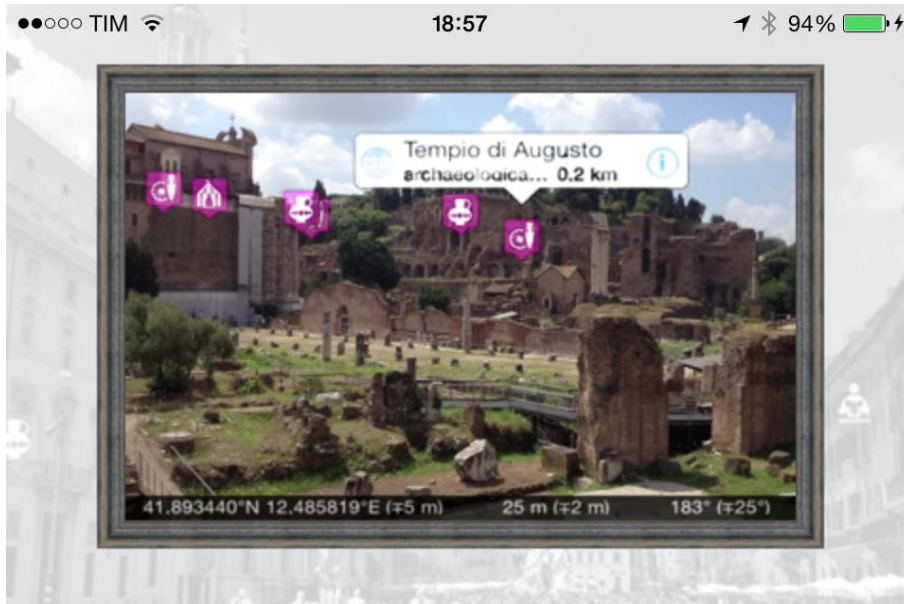 TIM 18:57 94%
Tempio di Augusto
archaeologica... 0.2 km
41.893440°N 12.485819°E (∓5 m) 25 m (∓2 m) 183° (∓25°)